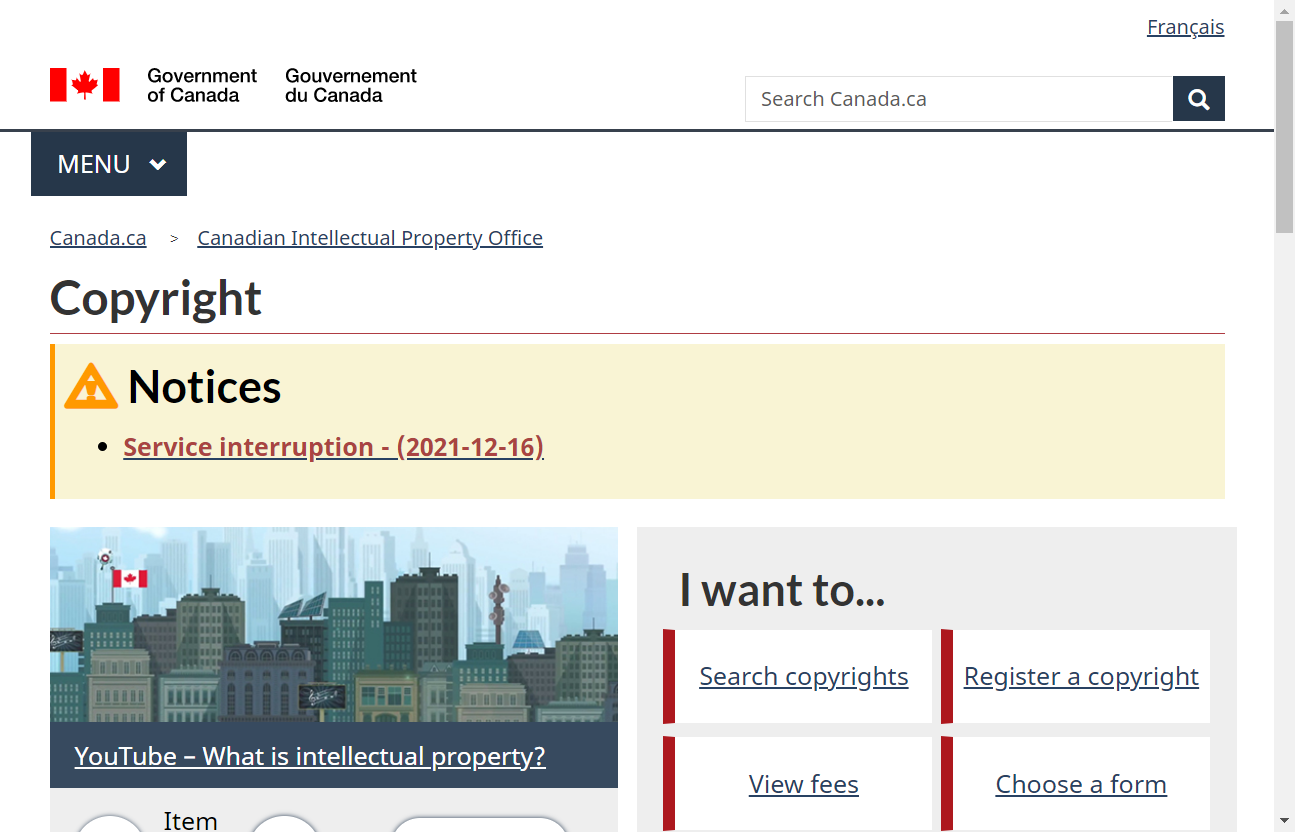 Français
Government of Canada
Gouvernement du Canada
Search Canada.ca
MENU
Canada.ca > Canadian Intellectual Property Office
Copyright
Notices
Service interruption - (2021-12-16)
YouTube – What is intellectual property?
Item
I want to...
Search copyrights
Register a copyright
View fees
Choose a form